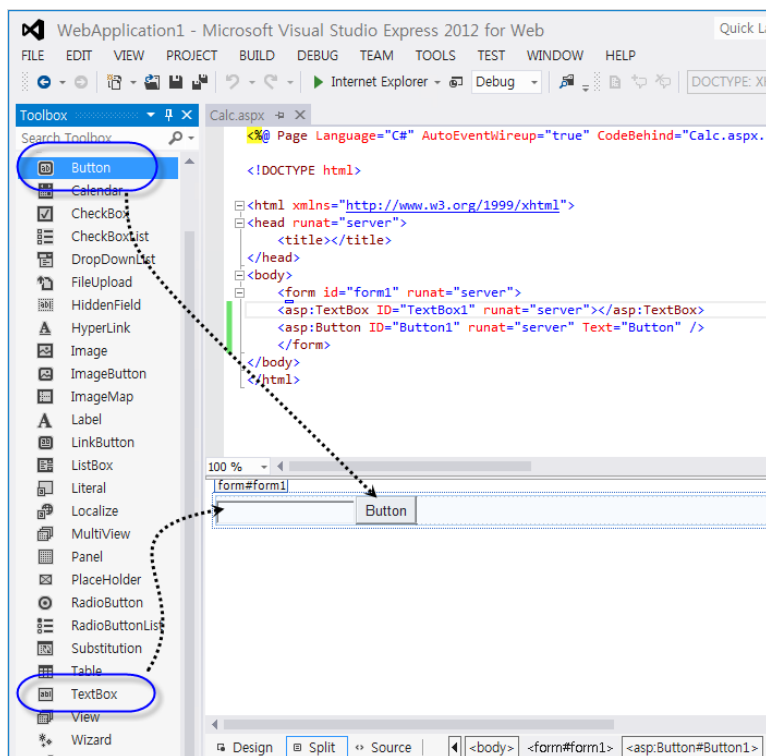 WebApplication1 - Microsoft Visual Studio Express 2012 for Web
Quick La
FILE EDIT VIEW PROJECT BUILD DEBUG TEAM TOOLS TEST WINDOW HELP
Internet Explorer Debug DOCTYPE: XH
Toolbox
Search Toolbox
Button
Calendar
CheckBox
CheckBoxList
DropDownList
FileUpload
HiddenField
HyperLink
Image
ImageButton
ImageMap
Label
LinkButton
ListBox
Literal
Localize
MultiView
Panel
PlaceHolder
RadioButton
RadioButtonList
Substitution
Table
TextBox
View
Wizard
Calc.aspx
<%@ Page Language="C#" AutoEventWireup="true" CodeBehind="Calc.aspx.
<!DOCTYPE html>
<html xmlns="http://www.w3.org/1999/xhtml">
<head runat="server">
<title></title>
</head>
<body>
<form id="form1" runat="server">
<asp:TextBox ID="TextBox1" runat="server"></asp:TextBox>
<asp:Button ID="Button1" runat="server" Text="Button" />
</form>
</body>
</html>
100 %
form#form1
Button
Design Split Source <body> <form#form1> <asp:Button#Button1>